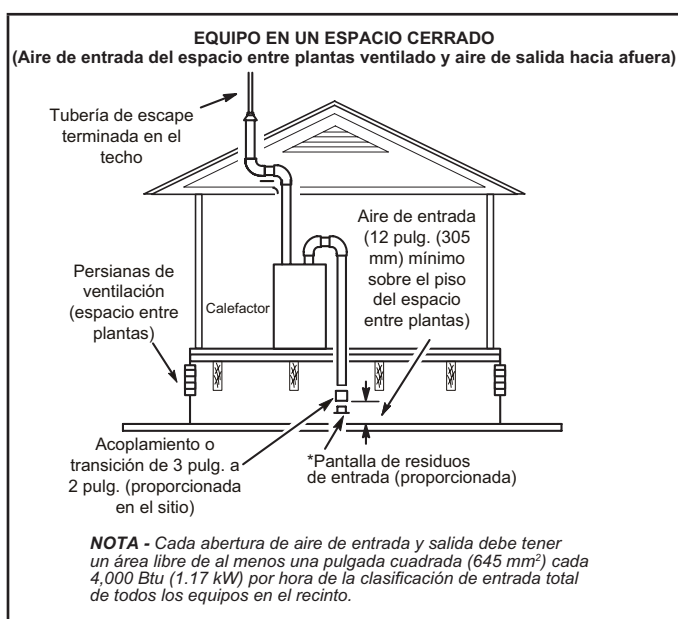 EQUIPO EN UN ESPACIO CERRADO
(Aire de entrada del espacio entre plantas ventilado y aire de salida hacia afuera)
Tubería de escape
terminada en el
techo
Aire de entrada
(12 pulg. (305
mm) mínimo
sobre el piso
del espacio
entre plantas)
Persianas de
ventilación
(espacio entre
plantas)
Calefactor
Acoplamiento o
transición de 3 pulg. a
2 pulg. (proporcionada
en el sitio)
*Pantalla de residuos
de entrada (proporcionada)
NOTA - Cada abertura de aire de entrada y salida debe tener
un área libre de al menos una pulgada cuadrada (645 mm²) cada
4,000 Btu (1.17 kW) por hora de la clasificación de entrada total
de todos los equipos en el recinto.